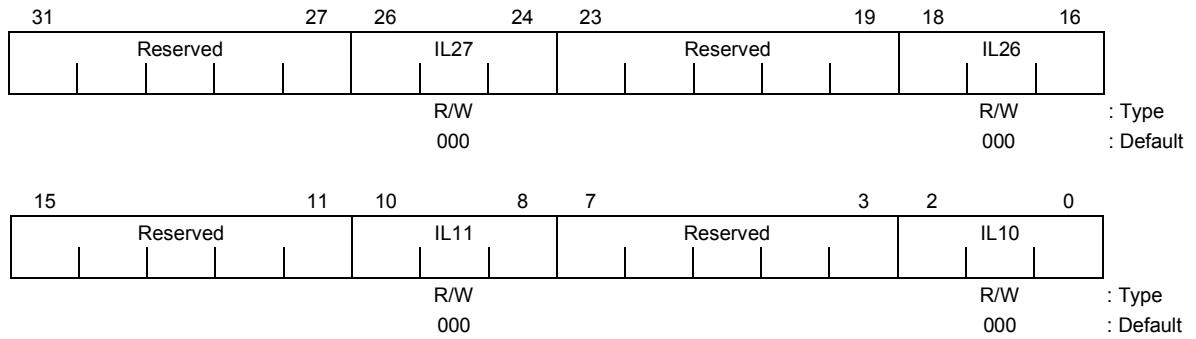 31 27 26 24 23 19 18 16
Reserved IL27 Reserved IL26
R/W R/W : Type
000 000 : Default
15 11 10 8 7 3 2 0
Reserved IL11 Reserved IL10
R/W R/W : Type
000 000 : Default